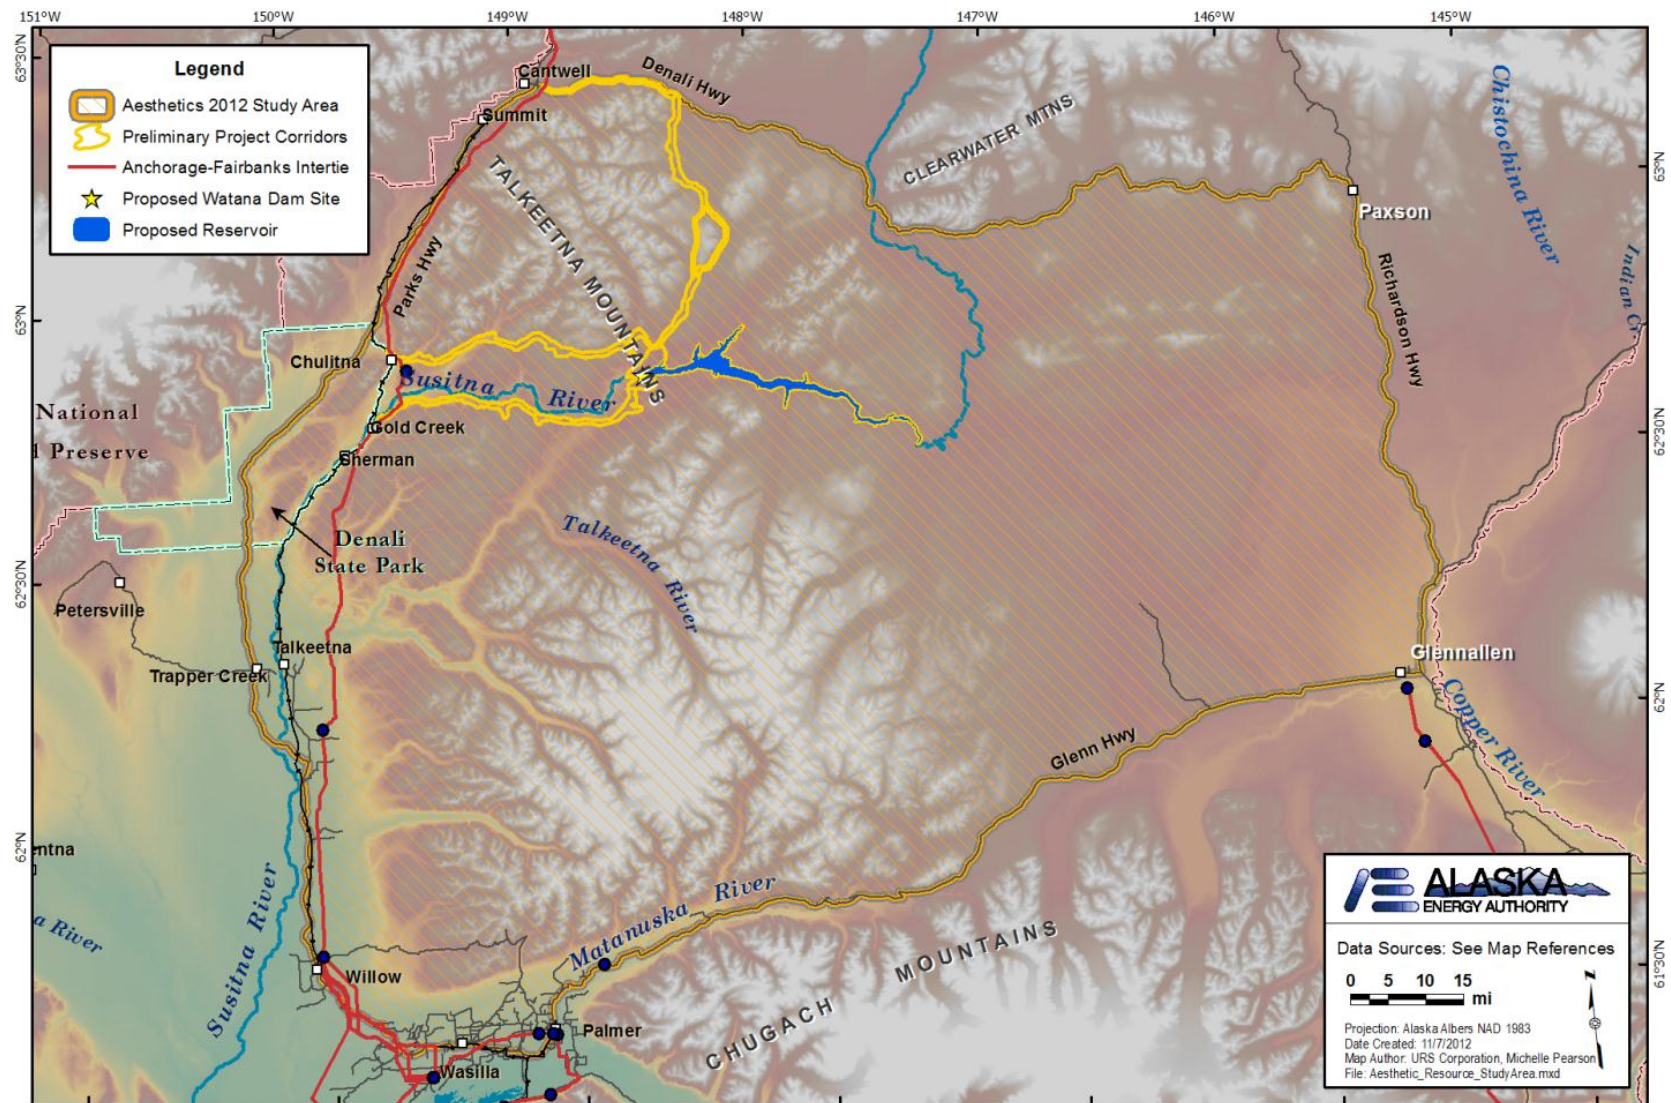 151°W
150°W
149°W
148°W
147°W
146°W
145°W
63°30'N
63°N
62°30'N
62°N
63°N
62°30'N
62°N
61°30'N
Legend
Aesthetics 2012 Study Area
Preliminary Project Corridors
Anchorage-Fairbanks Intertie
Proposed Watana Dam Site
Proposed Reservoir
Cantwell
Summit
Denali Hwy
CLEARWATER MTNS
Chistochina River
Indian C
Paxson
Richardson Hwy
TALKEETNA MOUNTAINS
Parks Hwy
Chulitna
Susitna River
Gold Creek
Sherman
National
Preserve
Denali
State Park
Talkeetna River
Petersville
Talkeetna
Trapper Creek
Glennallen
Copper River
Glenn Hwy
entna
a River
Susitna River
Willow
Matanuska River
CHUGACH MOUNTAINS
Palmer
Wasilla
ALASKA
ENERGY AUTHORITY
Data Sources: See Map References
0 5 10 15
mi
N
Projection: Alaska Albers NAD 1983
Date Created: 11/7/2012
Map Author: URS Corporation, Michelle Pearson
File: Aesthetic_Resource_StudyArea.mxd